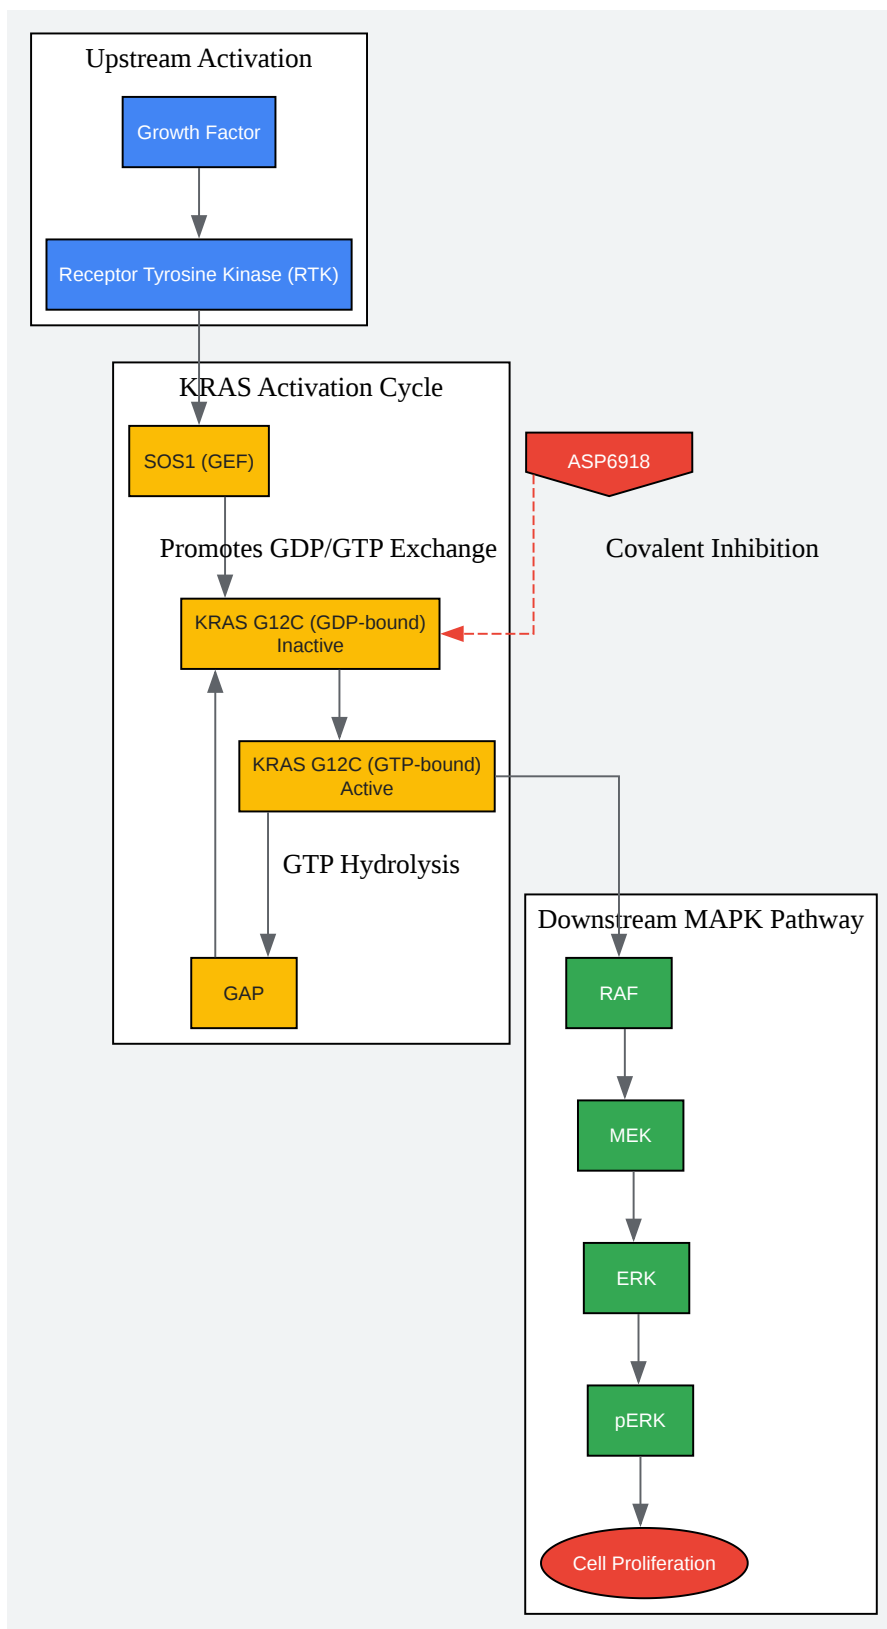 Upstream Activation
Growth Factor
Receptor Tyrosine Kinase (RTK)
KRAS Activation Cycle
SOS1 (GEF)
ASP6918
Promotes GDP/GTP Exchange
Covalent Inhibition
KRAS G12C (GDP-bound)
Inactive
KRAS G12C (GTP-bound)
Active
GTP Hydrolysis
GAP
Downstream MAPK Pathway
RAF
MEK
ERK
pERK
Cell Proliferation